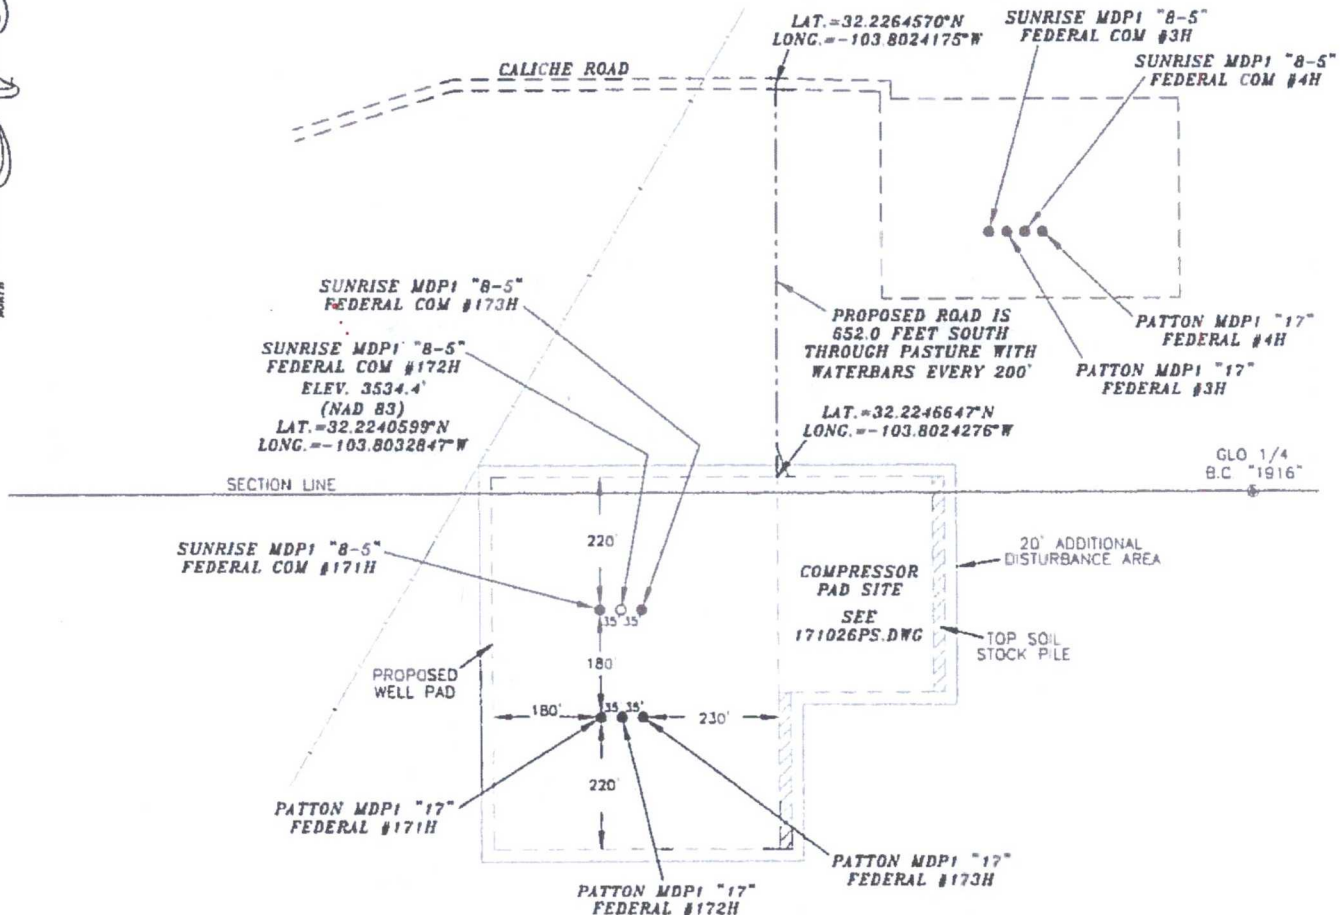 LAT.=32.2264570°N
LONG.=-103.8024175°W
SUNRISE MDP1 "8-5"
FEDERAL COM #3H
SUNRISE MDP1 "8-5"
FEDERAL COM #4H
CALICHE ROAD
NORTH
SUNRISE MDP1 "8-5"
FEDERAL COM #173H
SUNRISE MDP1 "8-5"
FEDERAL COM #172H
ELEV. 3534.4'
(NAD 83)
LAT.=32.2240599°N
LONG.=-103.8032847°W
PROPOSED ROAD IS
652.0 FEET SOUTH
THROUGH PASTURE WITH
WATERBARS EVERY 200'
PATTON MDP1 "17"
FEDERAL #4H
PATTON MDP1 "17"
FEDERAL #3H
LAT.=32.2246647°N
LONG.=-103.8024276°W
GLO 1/4
B.C. "1916"
SECTION LINE
220'
SUNRISE MDP1 "8-5"
FEDERAL COM #171H
20' ADDITIONAL
DISTURBANCE AREA
COMPRESSOR
PAD SITE
SEE
171026PS.DWG
35' 35'
TOP SOIL
STOCK PILE
180'
PROPOSED
WELL PAD
180'
35' 35'
230'
220'
PATTON MDP1 "17"
FEDERAL #171H
PATTON MDP1 "17"
FEDERAL #173H
PATTON MDP1 "17"
FEDERAL #172H